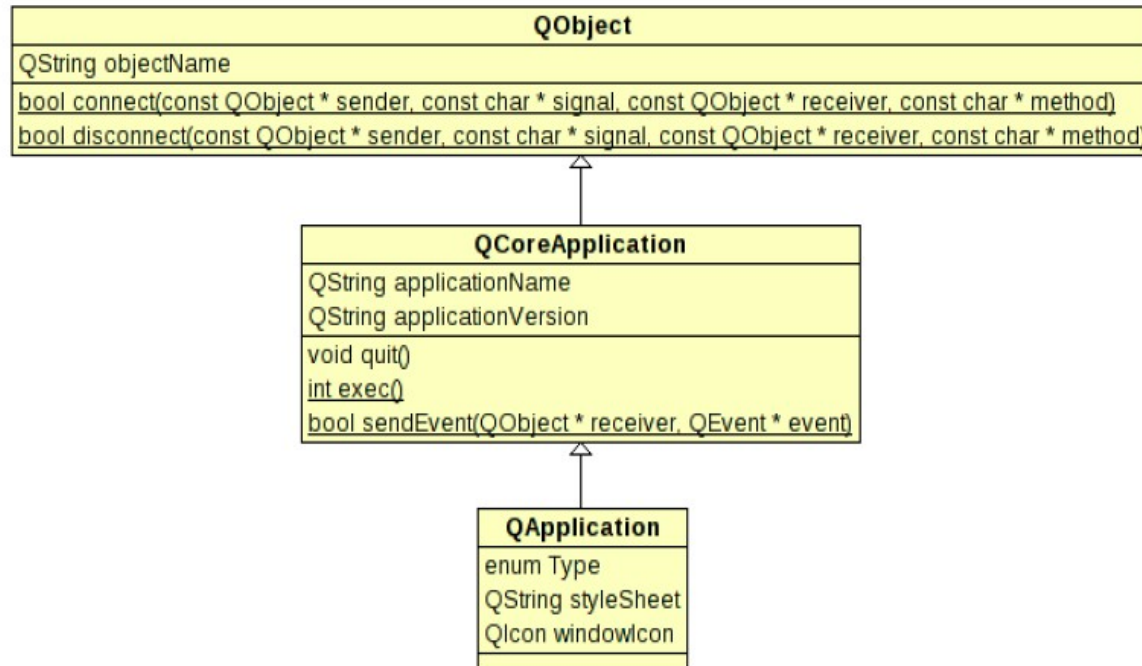 QObject
QString objectName
bool connect(const QObject * sender, const char * signal, const QObject * receiver, const char * method)
bool disconnect(const QObject * sender, const char * signal, const QObject * receiver, const char * method)
QCoreApplication
QString applicationName
QString applicationVersion
void quit()
int exec()
bool sendEvent(QObject * receiver, QEvent * event)
QApplication
enum Type
QString styleSheet
QIcon windowIcon